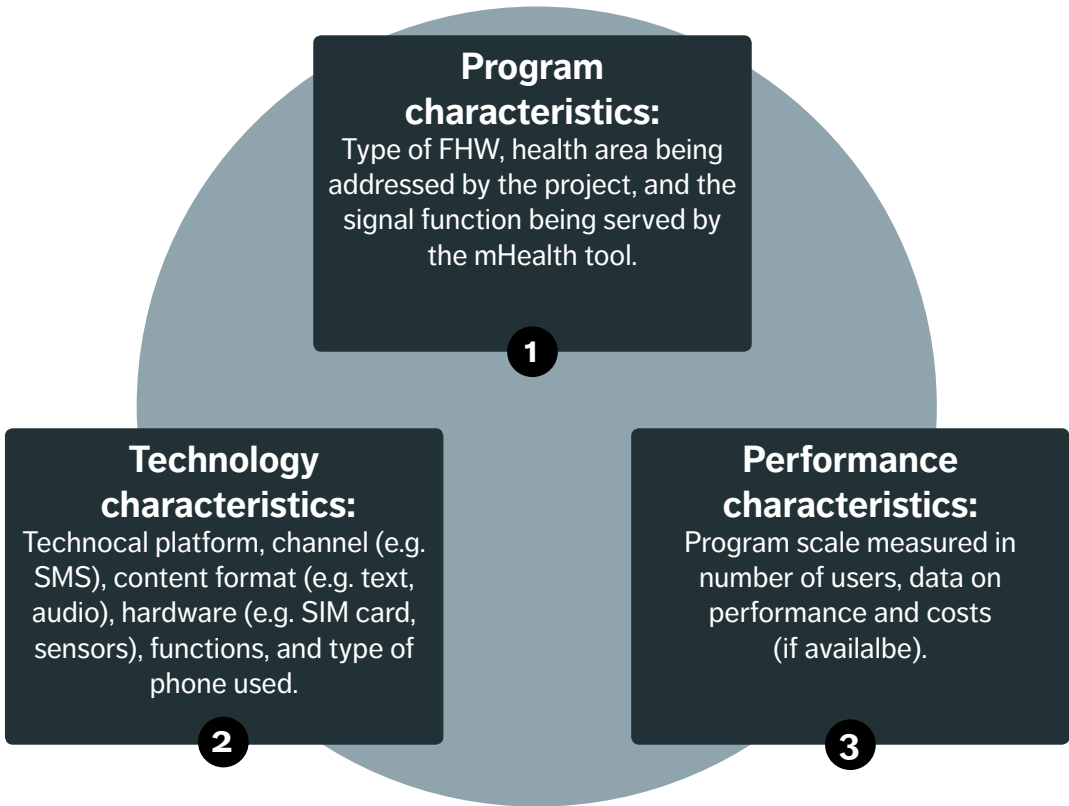 Program
characteristics:
Type of FHW, health area being
addressed by the project, and the
signal function being served by
the mHealth tool.
1
Technology
characteristics:
Technocal platform, channel (e.g.
SMS), content format (e.g. text,
audio), hardware (e.g. SIM card,
sensors), functions, and type of
phone used.
2
Performance
characteristics:
Program scale measured in
number of users, data on
performance and costs
(if availalbe).
3